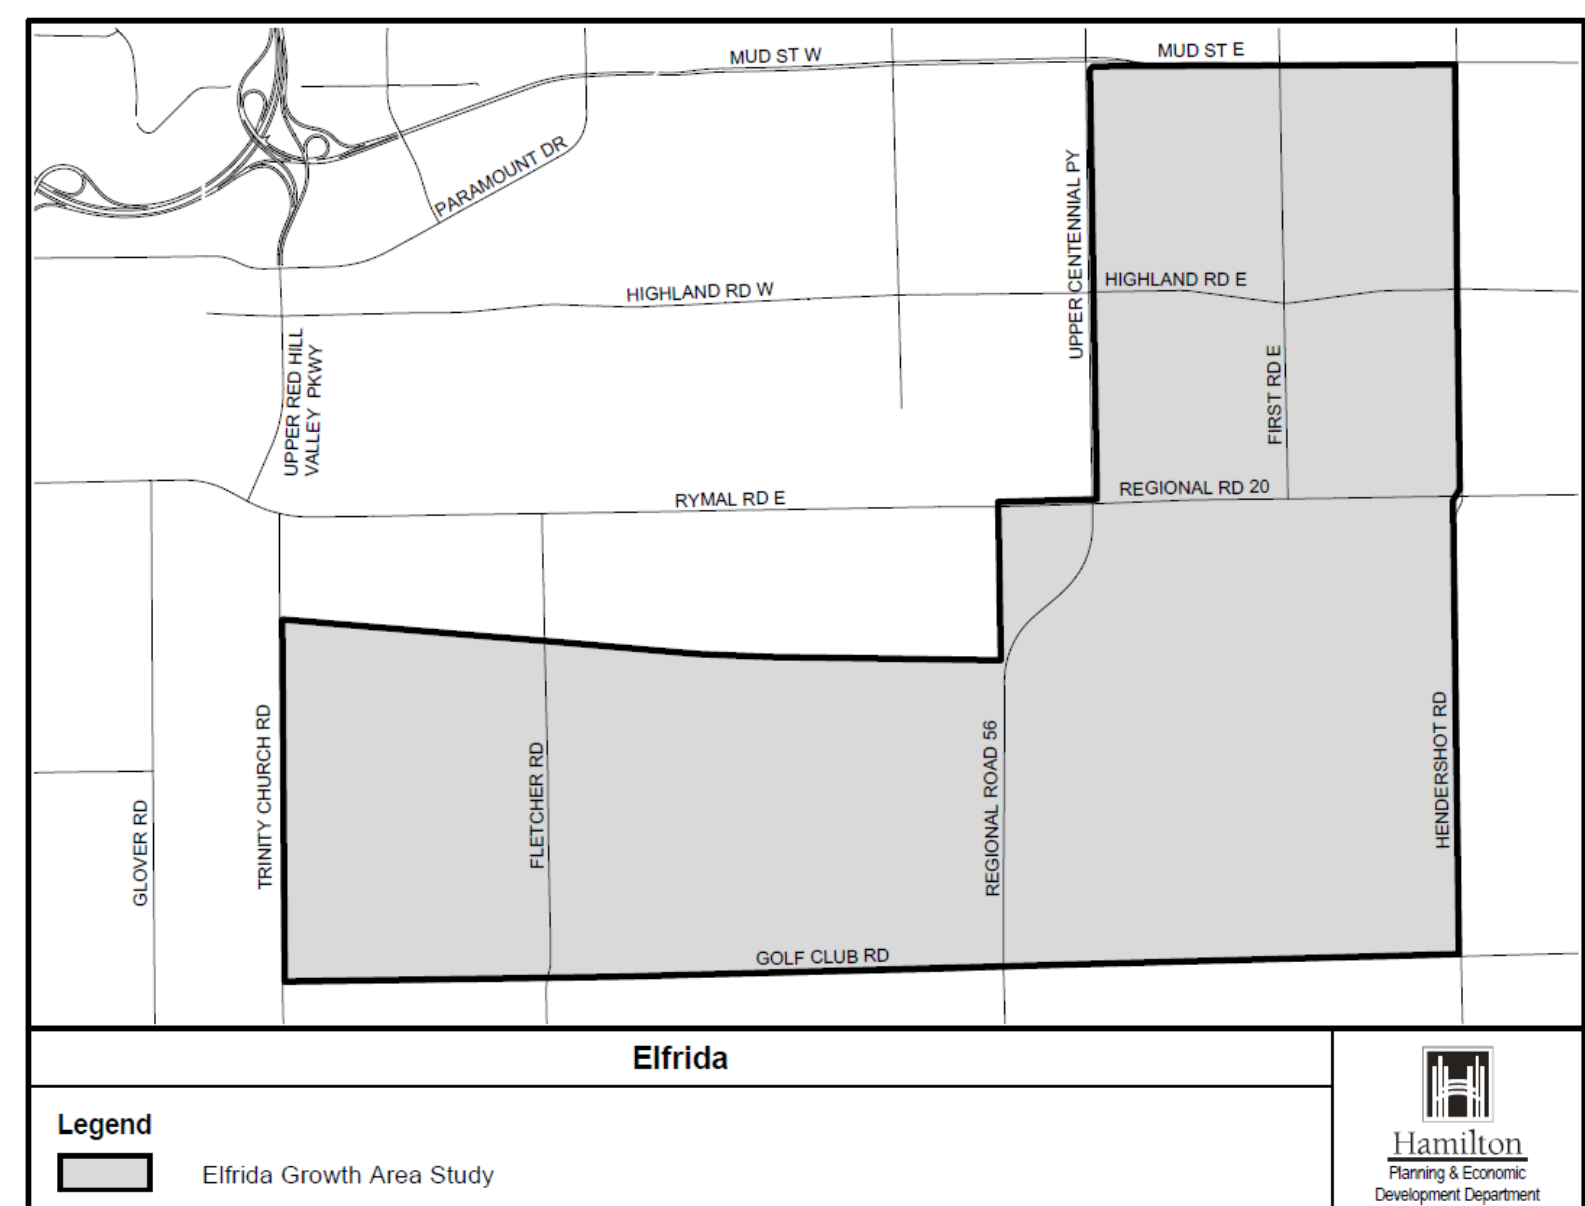 MUD ST W
MUD ST E
PARAMOUNT DR
UPPER CENTENNIAL PY
HIGHLAND RD W
HIGHLAND RD E
UPPER RED HILL
VALLEY PKWY
FIRST RD E
RYMAL RD E
REGIONAL RD 20
GLOVER RD
TRINITY CHURCH RD
FLETCHER RD
REGIONAL ROAD 56
HENDERSHOT RD
GOLF CLUB RD
Elfrida
Legend
Elfrida Growth Area Study
Hamilton
Planning & Economic
Development Department